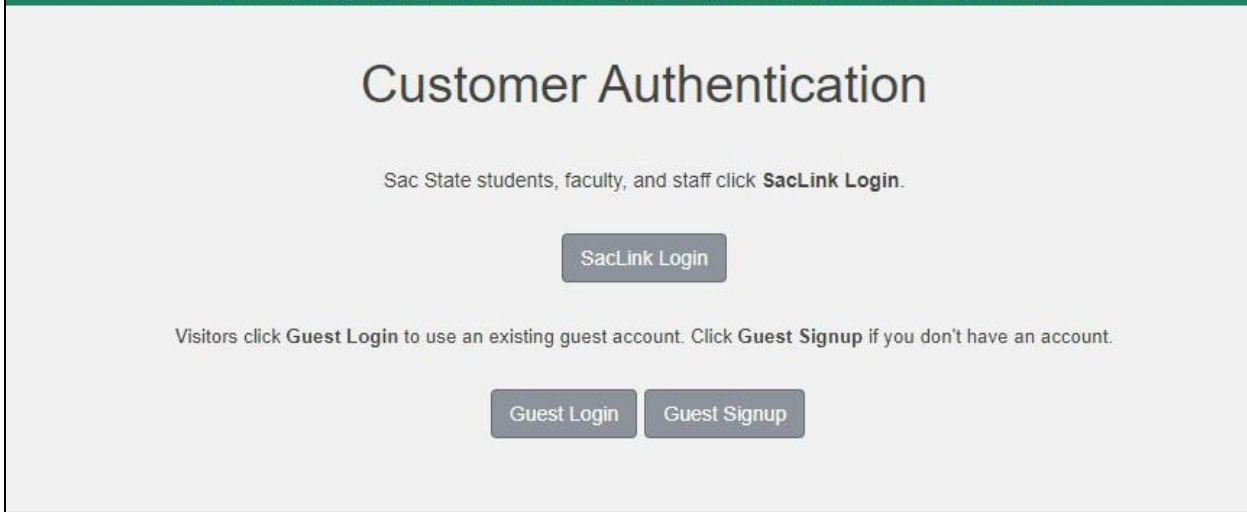 Customer Authentication
Sac State students, faculty, and staff click SacLink Login.
SacLink Login
Visitors click Guest Login to use an existing guest account. Click Guest Signup if you don't have an account.
Guest Login Guest Signup